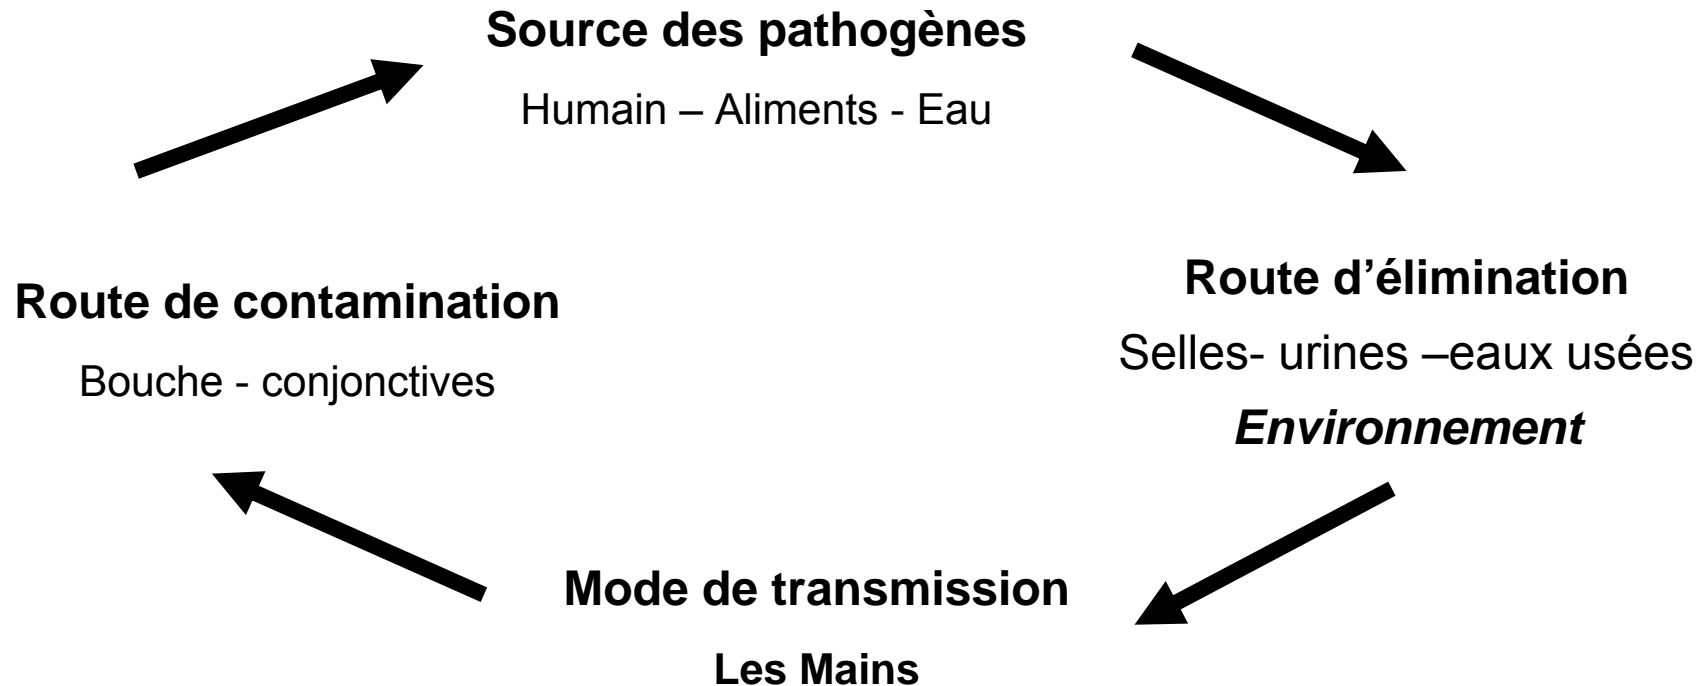 Source des pathogènes
Humain – Aliments - Eau
Route d’élimination
Selles- urines –eaux usées
Environnement
Route de contamination
Bouche - conjonctives
Mode de transmission
Les Mains